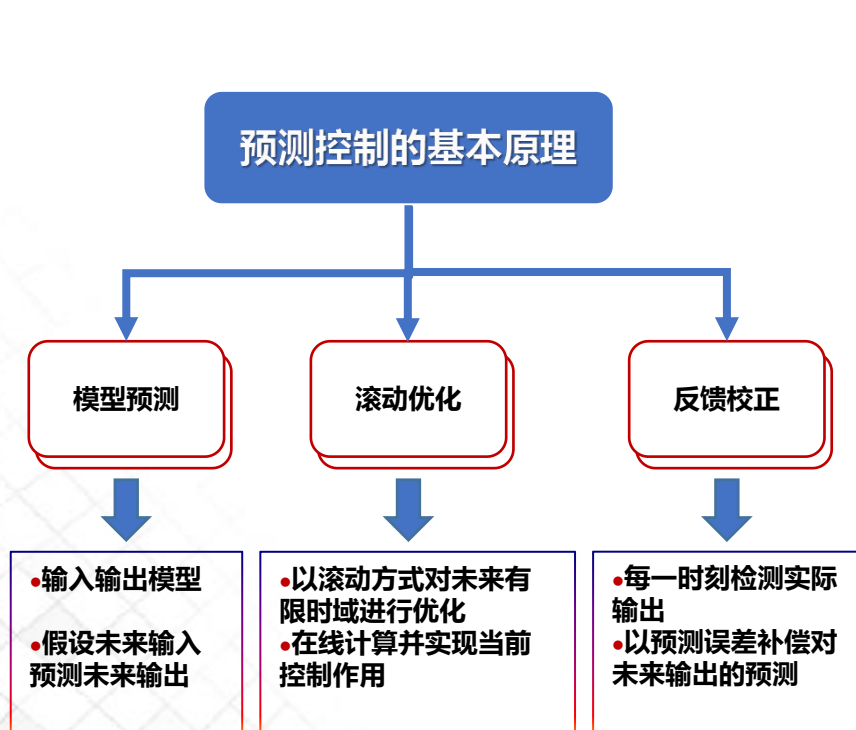 预测控制的基本原理
模型预测
滚动优化
反馈校正
•输入输出模型
•假设未来输入
预测未来输出
•以滚动方式对未来有
限时域进行优化
•在线计算并实现当前
控制作用
•每一时刻检测实际
输出
•以预测误差补偿对
未来输出的预测